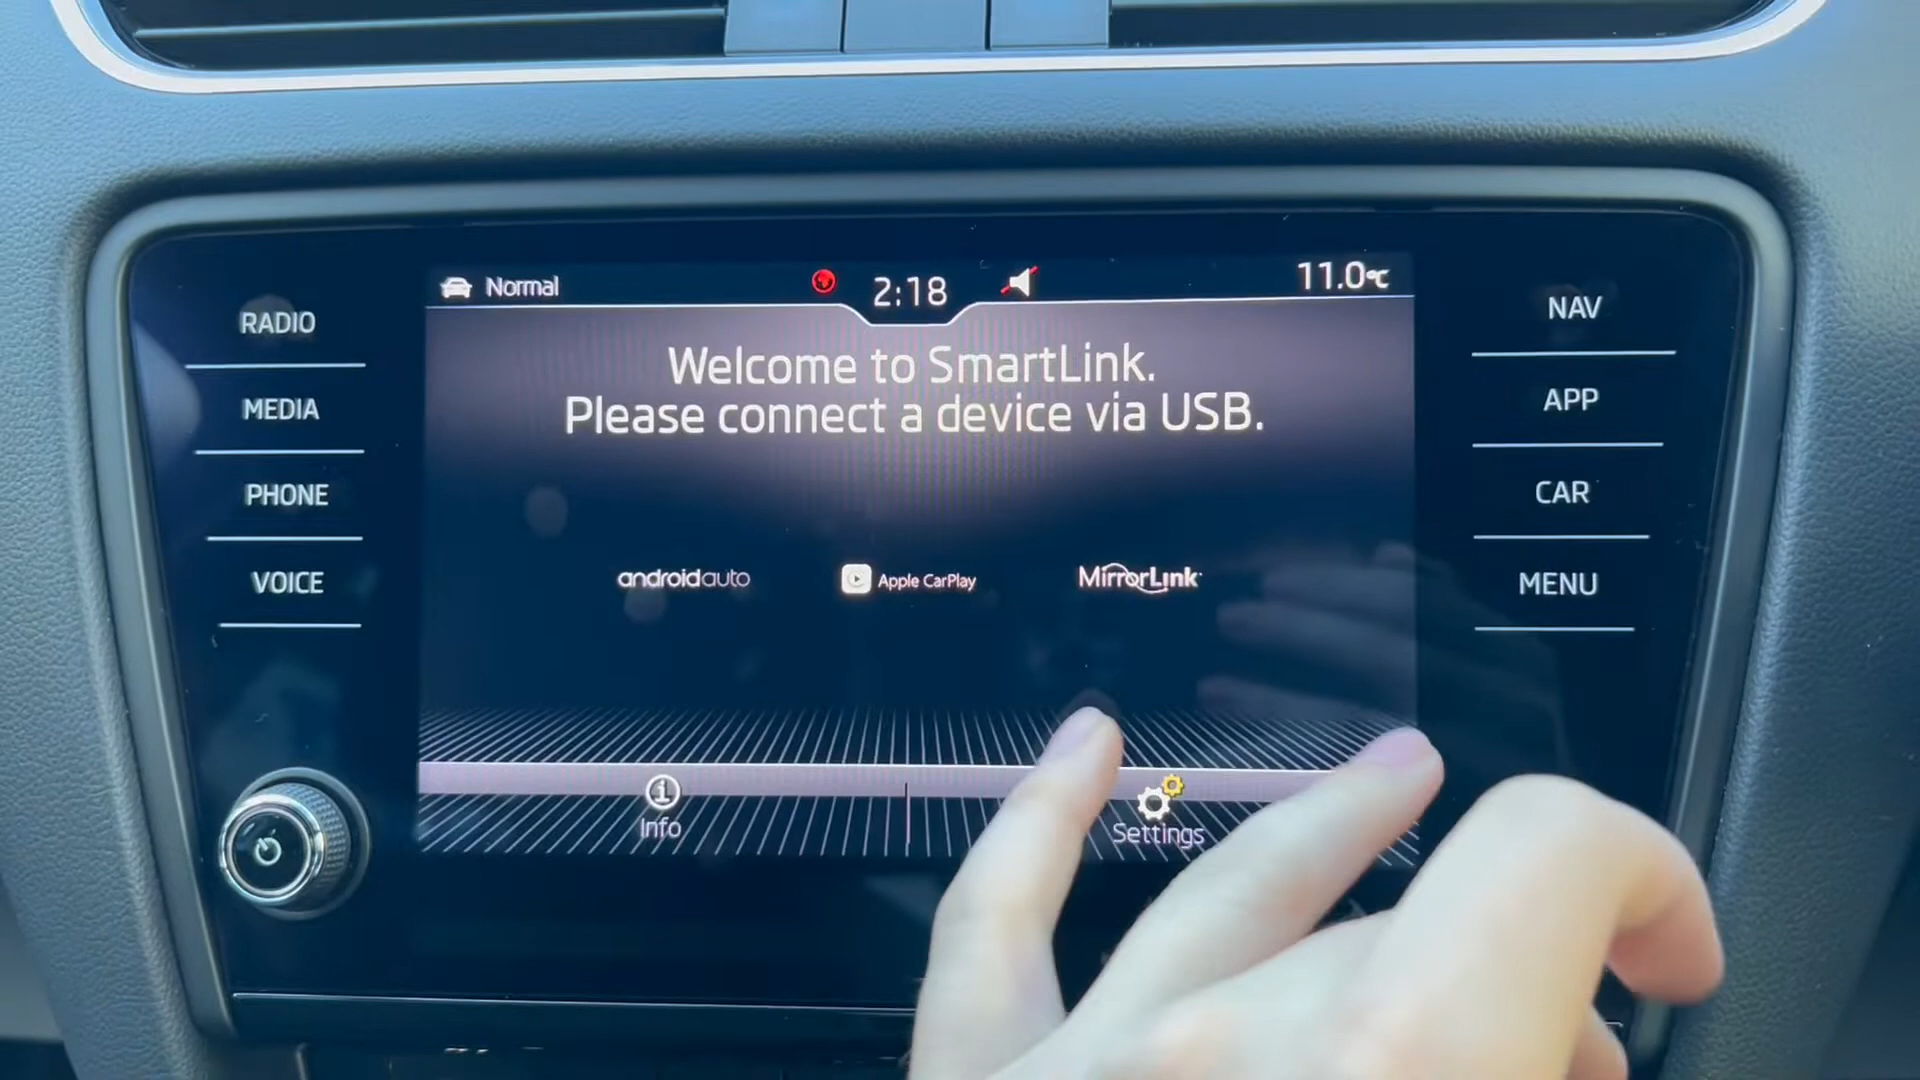 Normal
2:18
11.0°C
RADIO
MEDIA
PHONE
VOICE
Welcome to SmartLink.
Please connect a device via USB.
androidauto
Apple CarPlay
MirrorLink
Info
Settings
NAV
APP
CAR
MENU